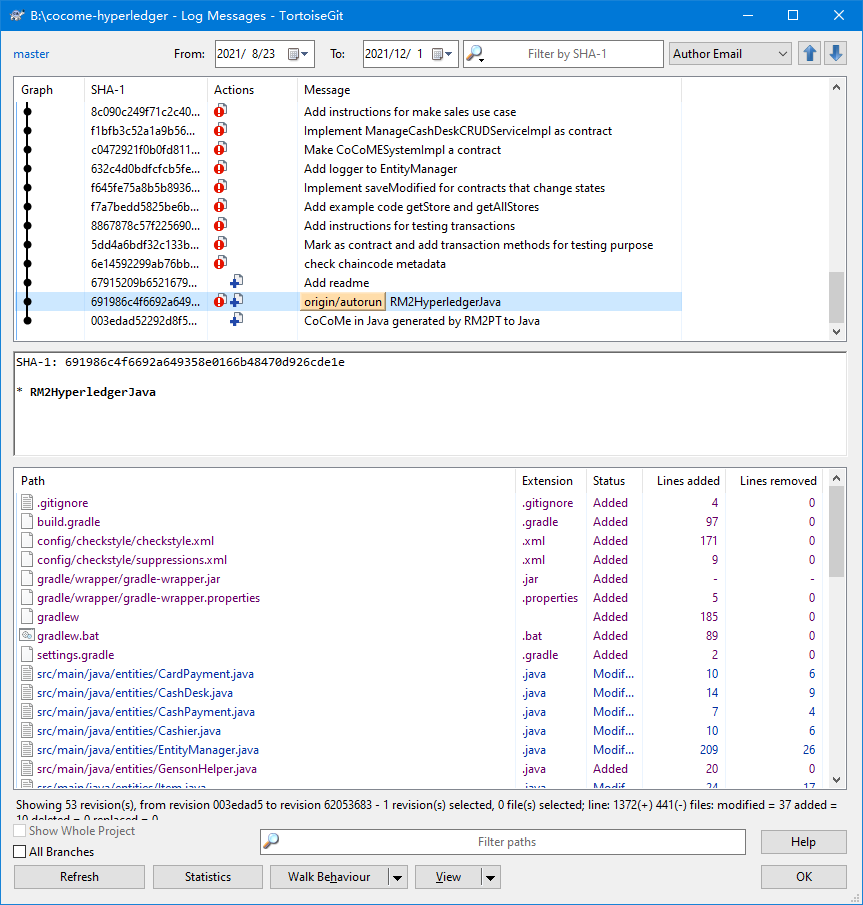 B:\cocome-hyperledger - Log Messages - TortoiseGit
master From: 2021/ 8/23 To: 2021/12/ 1 Filter by SHA-1 Author Email
Graph SHA-1 Actions Message
8c090c249f71c2c40... Add instructions for make sales use case
f1bfb3c52a1a9b56... Implement ManageCashDeskCRUDServiceImpl as contract
c0472921f0b0fd811... Make CoCoMESystemImpl a contract
632c4d0bdfcfcb5fe... Add logger to EntityManager
f645fe75a8b5b8936... Implement saveModified for contracts that change states
f7a7bedd5825be6b... Add example code getStore and getAllStores
8867878c57f225690... Add instructions for testing transactions
5dd4a6bdf32c133b... Mark as contract and add transaction methods for testing purpose
6e14592299ab76bb... check chaincode metadata
67915209b6521679... Add readme
691986c4f6692a649... origin/autorun RM2HyperledgerJava
003edad52292d8f5... CoCoMe in Java generated by RM2PT to Java
SHA-1: 691986c4f6692a649358e0166b48470d926cde1e
* RM2HyperledgerJava
Path Extension Status Lines added Lines removed
.gitignore .gitignore Added 4 0
build.gradle .gradle Added 97 0
config/checkstyle/checkstyle.xml .xml Added 171 0
config/checkstyle/suppressions.xml .xml Added 9 0
gradle/wrapper/gradle-wrapper.jar .jar Added - -
gradle/wrapper/gradle-wrapper.properties .properties Added 5 0
gradlew Added 185 0
gradlew.bat .bat Added 89 0
settings.gradle .gradle Added 2 0
src/main/java/entities/CardPayment.java .java Modif... 10 6
src/main/java/entities/CashDesk.java .java Modif... 14 9
src/main/java/entities/CashPayment.java .java Modif... 7 4
src/main/java/entities/Cashier.java .java Modif... 10 6
src/main/java/entities/EntityManager.java .java Modif... 209 26
src/main/java/entities/GensonHelper.java .java Added 20 0
src/main/java/entities/Item.java .java Modif... 24 17
Showing 53 revision(s), from revision 003edad5 to revision 62053683 - 1 revision(s) selected, 0 file(s) selected; line: 1372(+) 441(-) files: modified = 37 added =
10 deleted = 0 replaced = 0
Show Whole Project
All Branches
Filter paths
Help
Refresh Statistics Walk Behaviour View OK